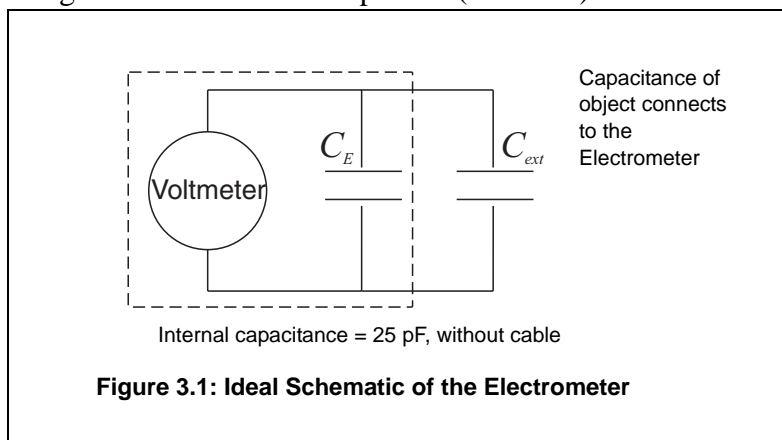 Capacitance of
object connects
to the
Electrometer
C_E
C_ext
Voltmeter
Internal capacitance = 25 pF, without cable
Figure 3.1: Ideal Schematic of the Electrometer